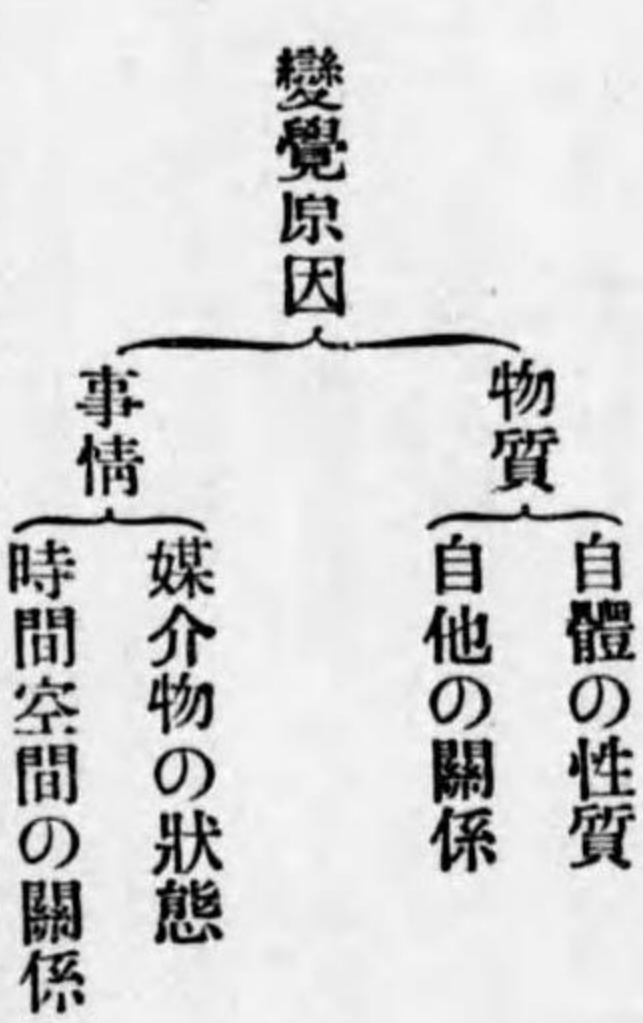 變覺原因
物質
自體の性質
自他の關係
事情
媒介物の狀態
時間空間の關係